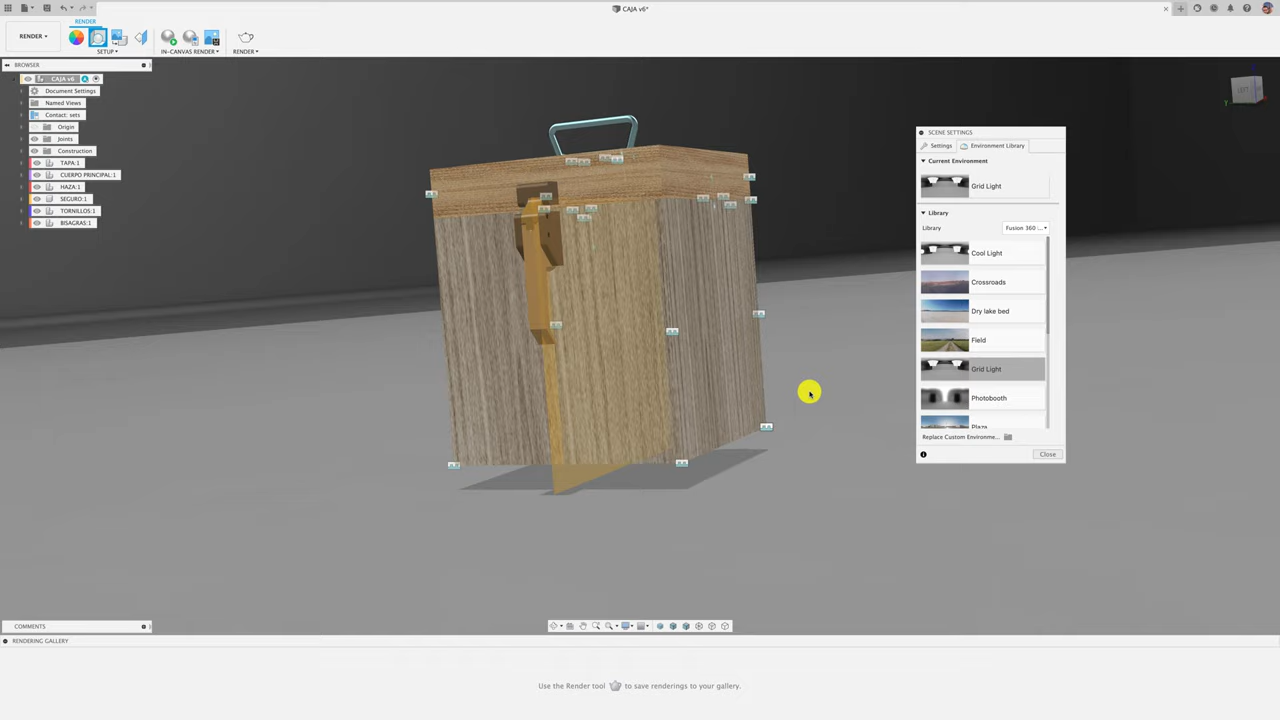 CAJA v6*
RENDER
RENDER
SETUP
IN-CANVAS RENDER
RENDER
BROWSER
CAJA v6
Document Settings
Named Views
Contact: sets
Origin
Joints
Construction
TAPA:1
CUERPO PRINCIPAL:1
HAZA:1
SEGURO:1
TORNILLOS:1
BISAGRAS:1
LEFT
SCENE SETTINGS
Settings
Environment Library
Current Environment
Grid Light
Library
Library
Fusion 360 ...
Cool Light
Crossroads
Dry lake bed
Field
Grid Light
Photobooth
Plaza
Replace Custom Environme...
Close
COMMENTS
RENDERING GALLERY
Use the Render tool to save renderings to your gallery.